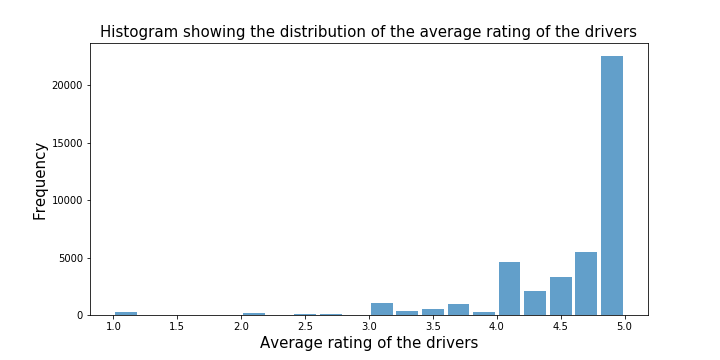 Histogram showing the distribution of the average rating of the drivers
Frequency
20000
15000
10000
5000
0
1.0 1.5 2.0 2.5 3.0 3.5 4.0 4.5 5.0
Average rating of the drivers